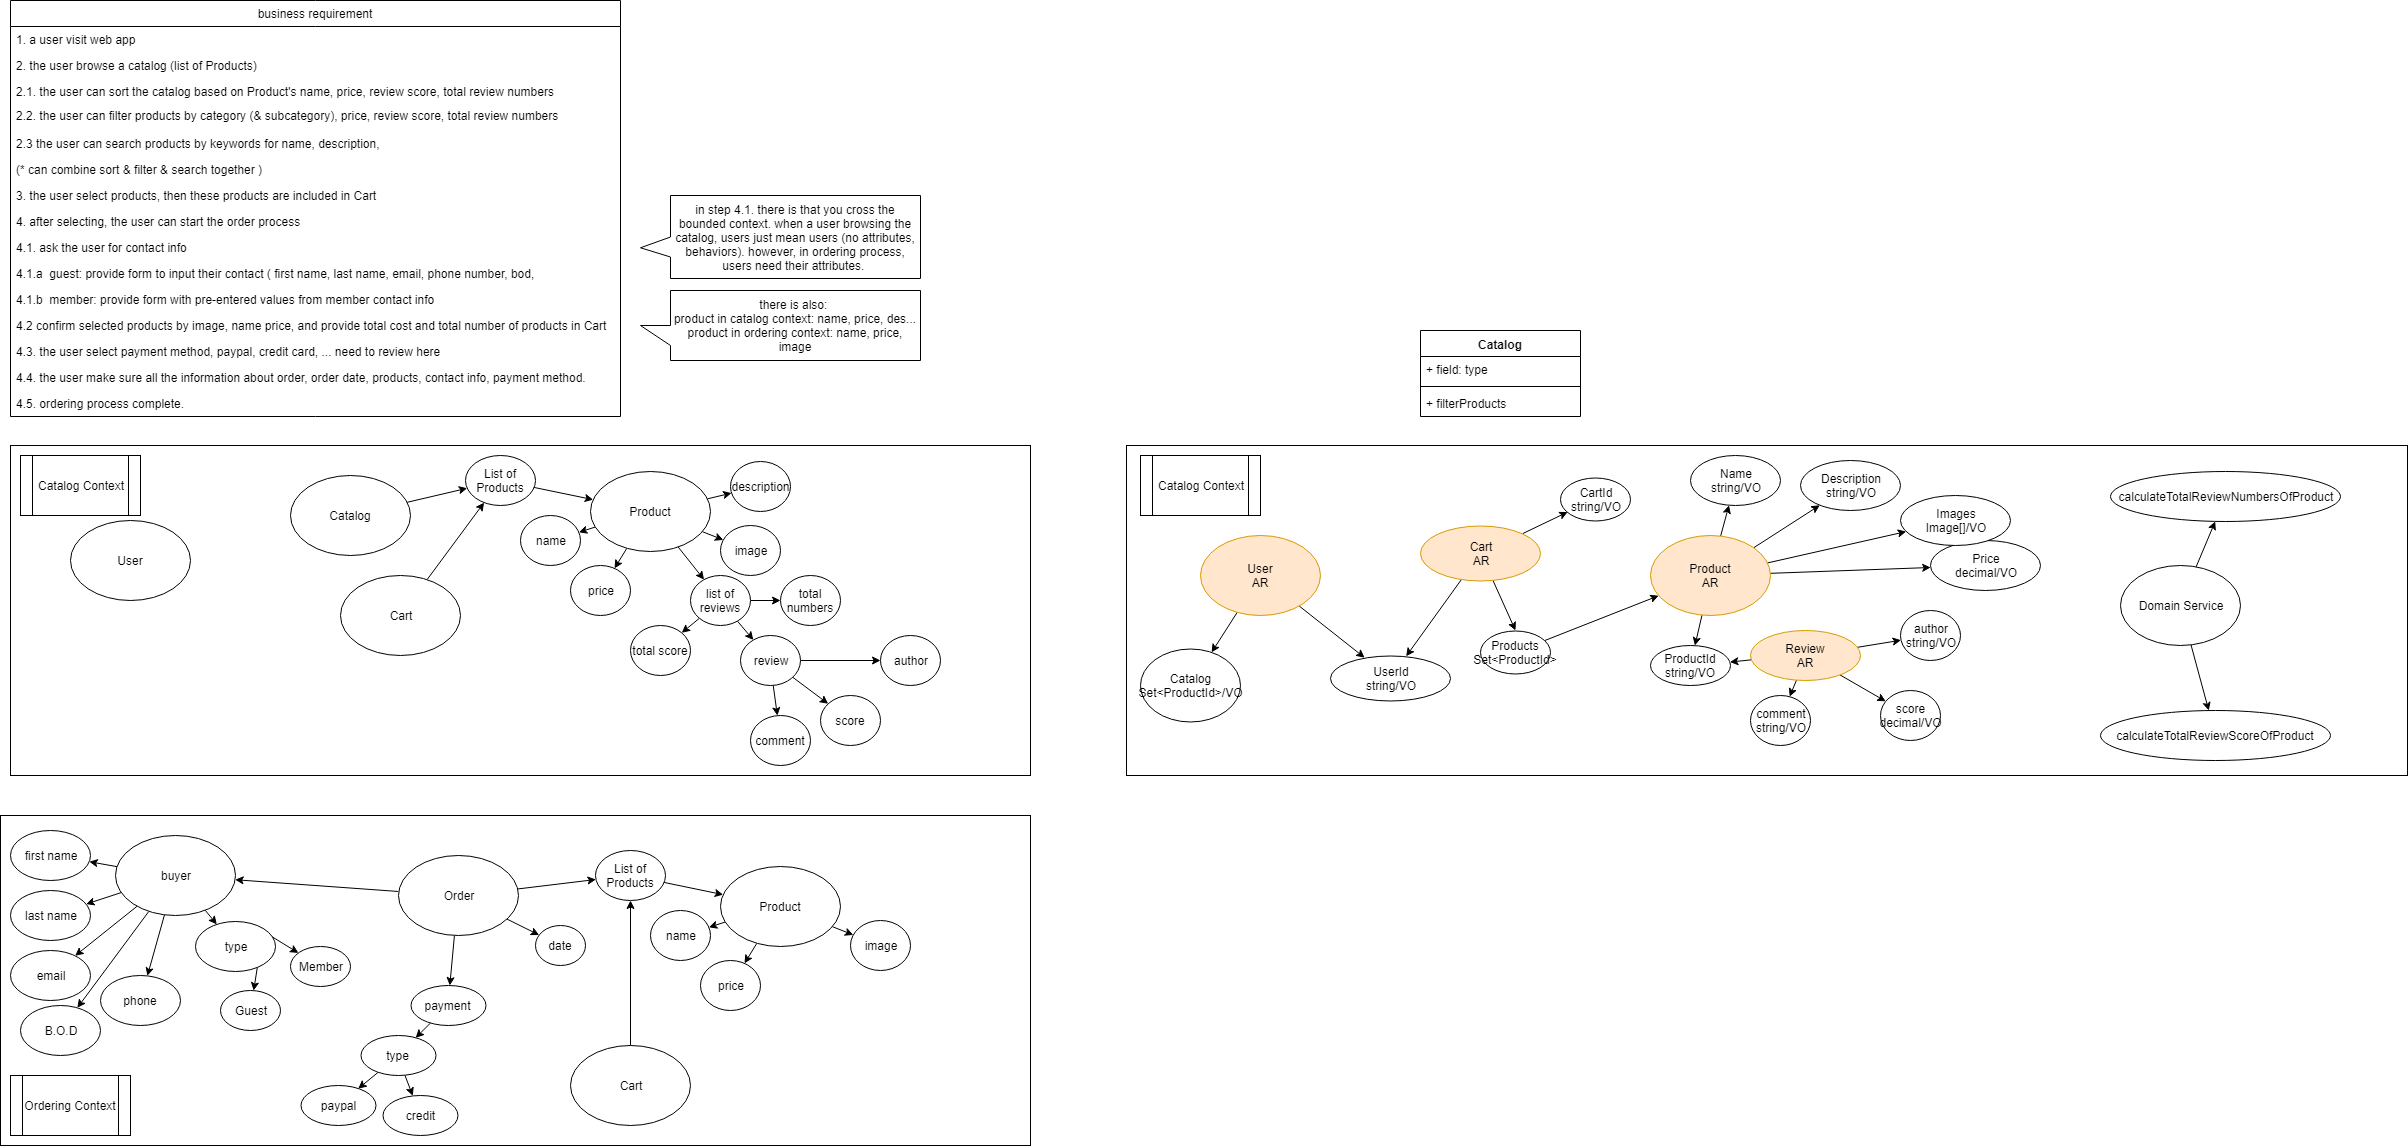 business requirement
1. a user visit web app
2. the user browse a catalog (list of Products)
2.1. the user can sort the catalog based on Product's name, price, review score, total review numbers
2.2. the user can filter products by category (& subcategory), price, review score, total review numbers
2.3 the user can search products by keywords for name, description,
(* can combine sort & filter & search together )
3. the user select products, then these products are included in Cart
4. after selecting, the user can start the order process
4.1. ask the user for contact info
4.1.a  guest: provide form to input their contact ( first name, last name, email, phone number, bod,
4.1.b  member: provide form with pre-entered values from member contact info
4.2 confirm selected products by image, name price, and provide total cost and total number of products in Cart
4.3. the user select payment method, paypal, credit card, ... need to review here
4.4. the user make sure all the information about order, order date, products, contact info, payment method.
4.5. ordering process complete.
in step 4.1. there is that you cross the
bounded context. when a user browsing the
catalog, users just mean users (no attributes,
behaviors). however, in ordering process,
users need their attributes.
there is also:
product in catalog context: name, price, des...
product in ordering context: name, price,
image
Catalog
+ field: type
+ filterProducts
Catalog Context
User
Catalog
Cart
List of
Products
Product
description
name
image
price
list of
reviews
total
numbers
total score
review
author
score
comment
Catalog Context
User
AR
Catalog
Set<ProductId>/VO
UserId
string/VO
Cart
AR
CartId
string/VO
Products
Set<ProductId>
Product
AR
Name
string/VO
Description
string/VO
Images
Image[]/VO
Price
decimal/VO
ProductId
string/VO
Review
AR
author
string/VO
comment
string/VO
score
decimal/VO
calculateTotalReviewNumbersOfProduct
Domain Service
calculateTotalReviewScoreOfProduct
first name
last name
email
B.O.D
phone
buyer
type
Member
Guest
Order
date
payment
type
paypal
credit
List of
Products
Product
name
image
price
Cart
Ordering Context